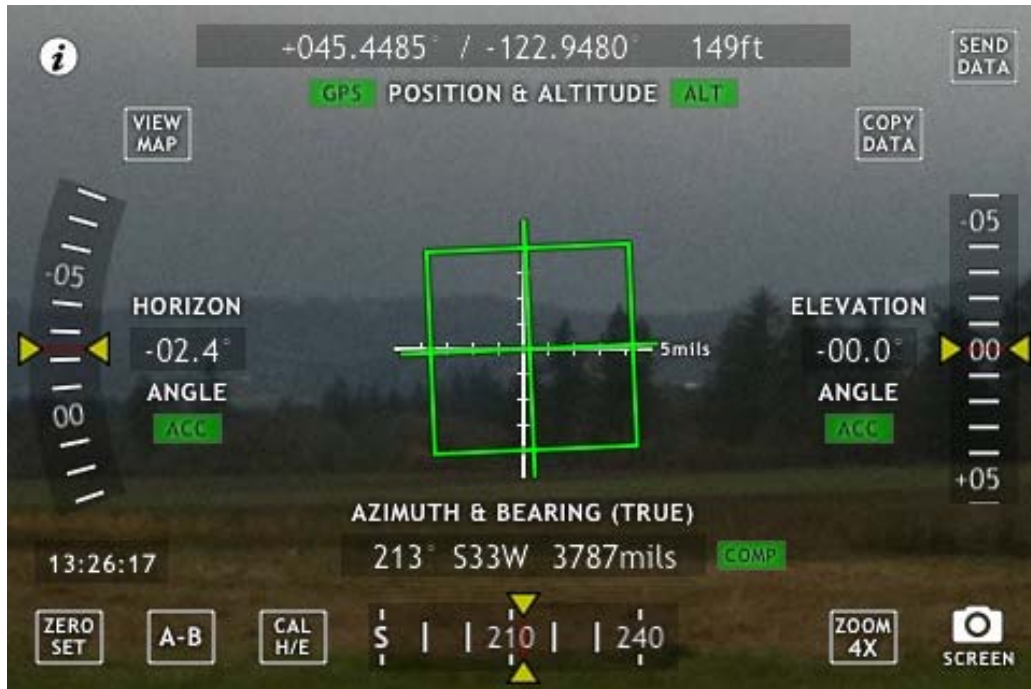 i
+045.4485° / -122.9480° 149ft
SEND
DATA
GPS POSITION & ALTITUDE ALT
VIEW
MAP
COPY
DATA
-05
-05
HORIZON
ELEVATION
-02.4°
5mils
-00.0°
00
ANGLE
ANGLE
00
ACC
ACC
+05
AZIMUTH & BEARING (TRUE)
213° S33W 3787mils COMP
13:26:17
ZERO
SET
A-B
CAL
H/E
S 210 240
ZOOM
4X
SCREEN